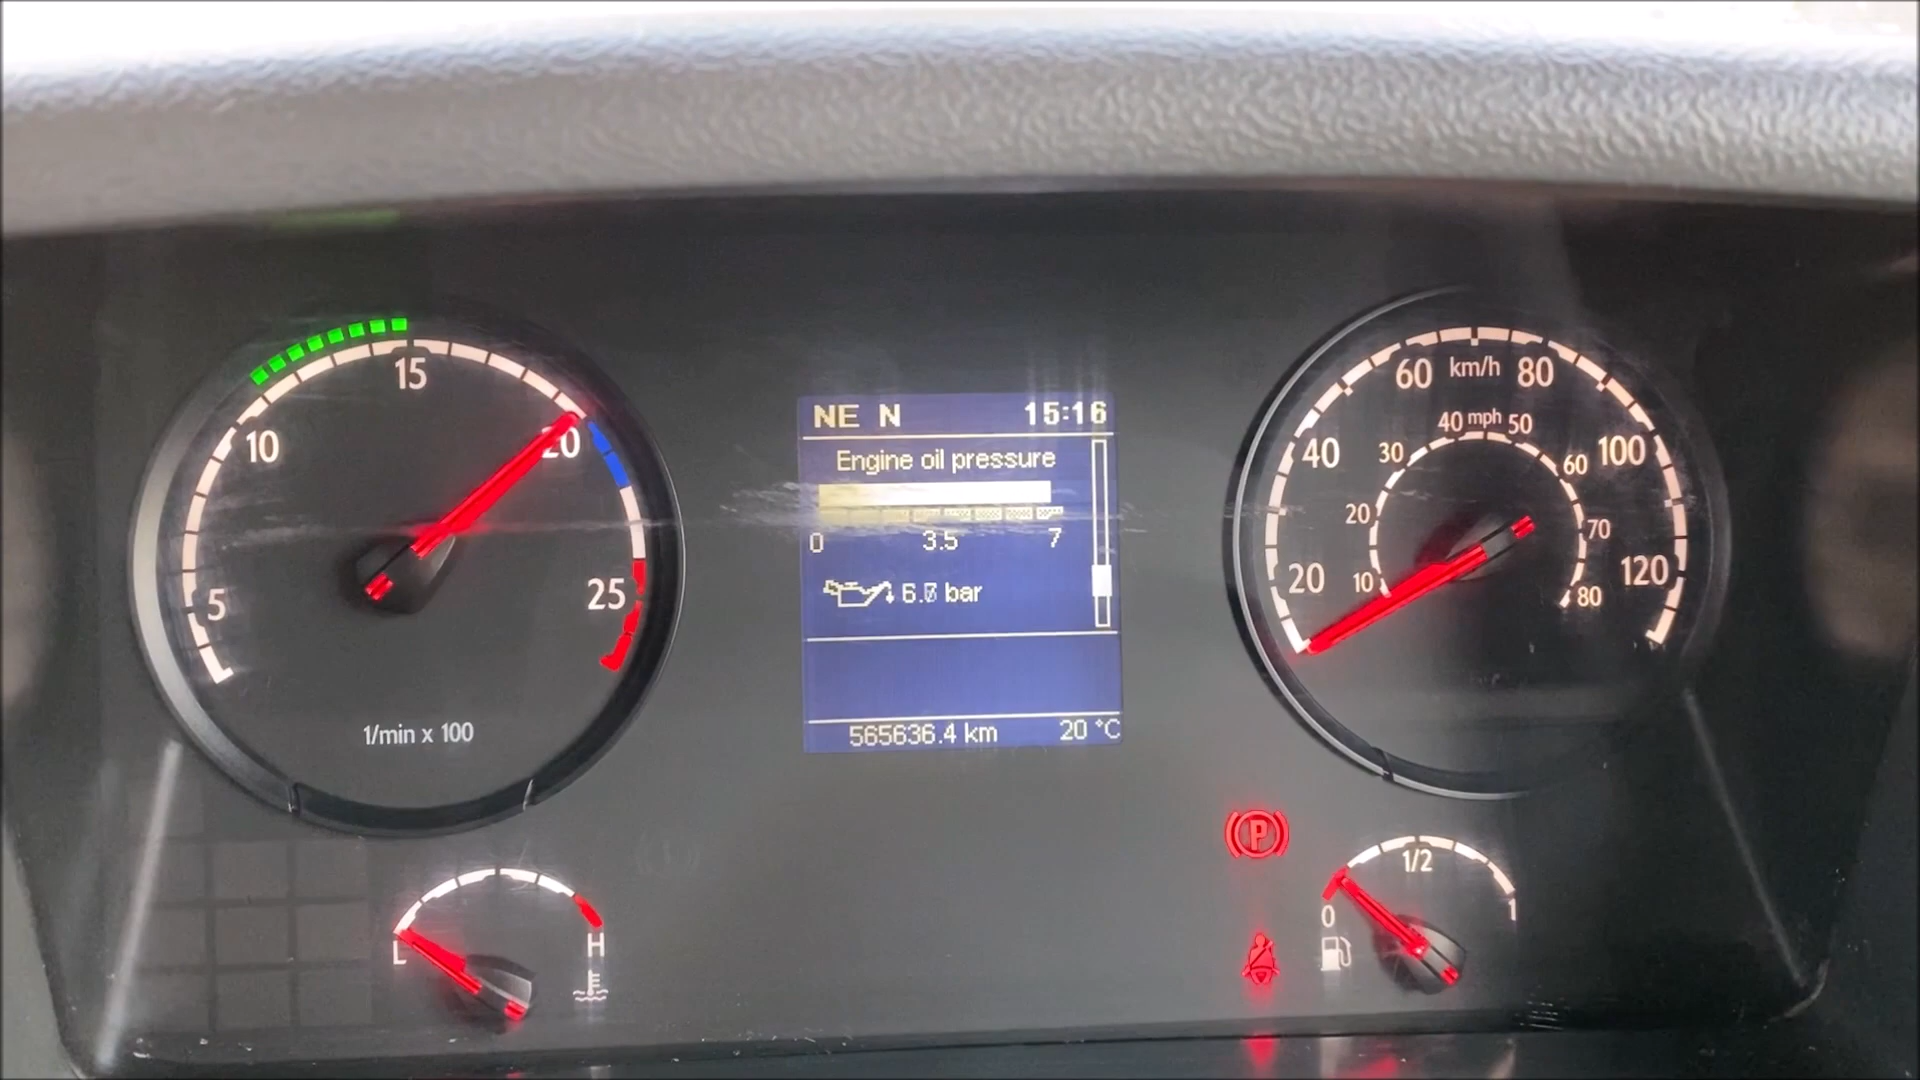 15
10
20
5
25
1/min x 100
L
H
NE N 15:16
Engine oil pressure
0 3.5 7
bar
565636.4 km 20 °C
60 km/h 80
40 100
20 120
40 mph 50
30 60
20 70
10 80
P
1/2
0 1